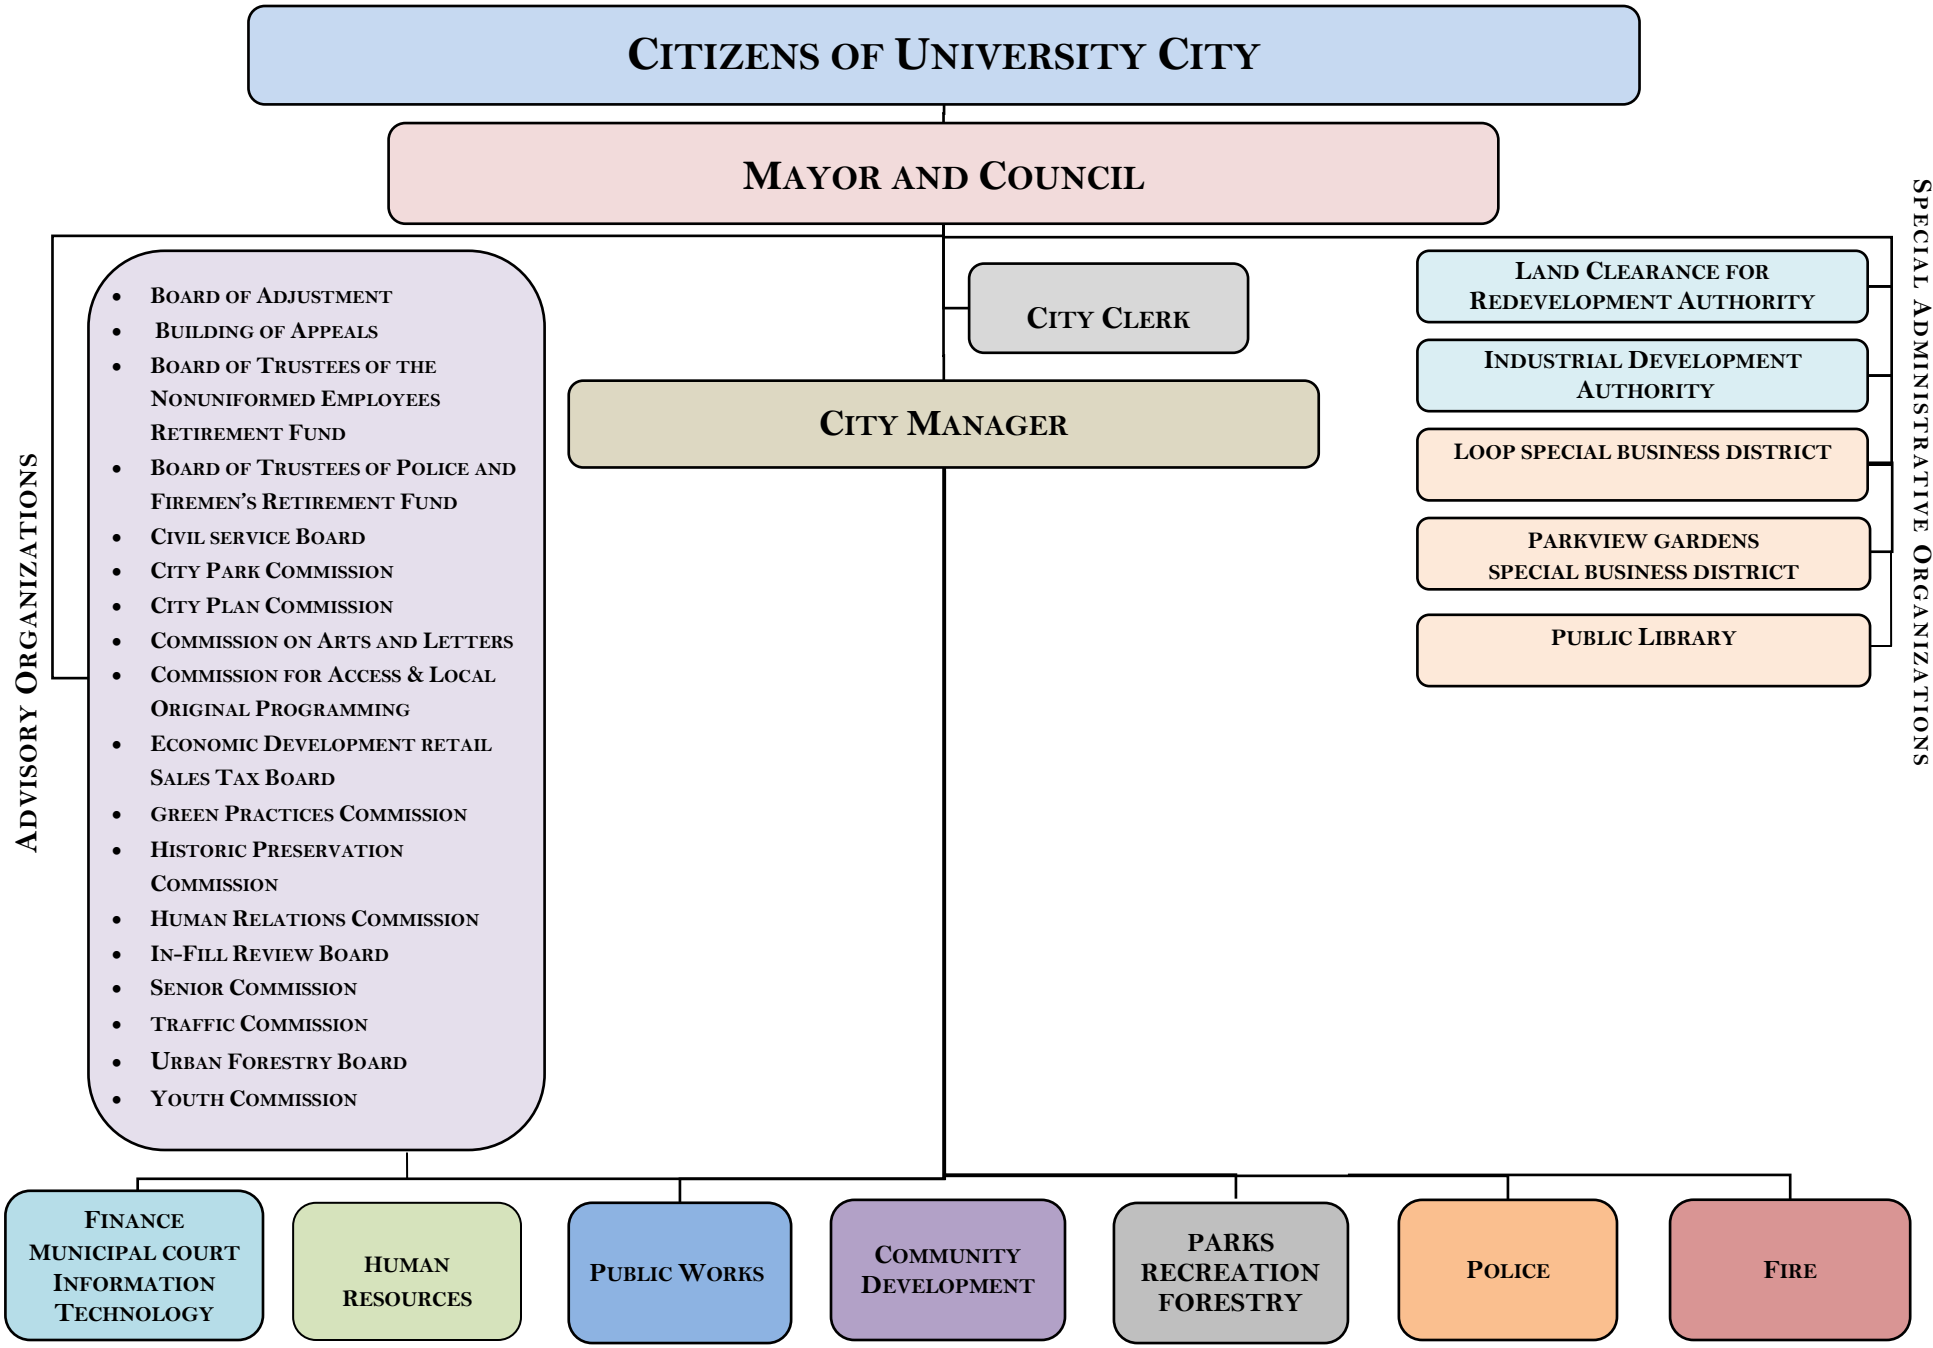 CITIZENS OF UNIVERSITY CITY
MAYOR AND COUNCIL
ADVISORY ORGANIZATIONS
• BOARD OF ADJUSTMENT
• BUILDING OF APPEALS
• BOARD OF TRUSTEES OF THE
NONUNIFORMED EMPLOYEES
RETIREMENT FUND
• BOARD OF TRUSTEES OF POLICE AND
FIREMEN’S RETIREMENT FUND
• CIVIL SERVICE BOARD
• CITY PARK COMMISSION
• CITY PLAN COMMISSION
• COMMISSION ON ARTS AND LETTERS
• COMMISSION FOR ACCESS & LOCAL
ORIGINAL PROGRAMMING
• ECONOMIC DEVELOPMENT RETAIL
SALES TAX BOARD
• GREEN PRACTICES COMMISSION
• HISTORIC PRESERVATION
COMMISSION
• HUMAN RELATIONS COMMISSION
• IN-FILL REVIEW BOARD
• SENIOR COMMISSION
• TRAFFIC COMMISSION
• URBAN FORESTRY BOARD
• YOUTH COMMISSION
CITY CLERK
CITY MANAGER
SPECIAL ADMINISTRATIVE ORGANIZATIONS
LAND CLEARANCE FOR
REDEVELOPMENT AUTHORITY
INDUSTRIAL DEVELOPMENT
AUTHORITY
LOOP SPECIAL BUSINESS DISTRICT
PARKVIEW GARDENS
SPECIAL BUSINESS DISTRICT
PUBLIC LIBRARY
FINANCE
MUNICIPAL COURT
INFORMATION
TECHNOLOGY
HUMAN
RESOURCES
PUBLIC WORKS
COMMUNITY
DEVELOPMENT
PARKS
RECREATION
FORESTRY
POLICE
FIRE